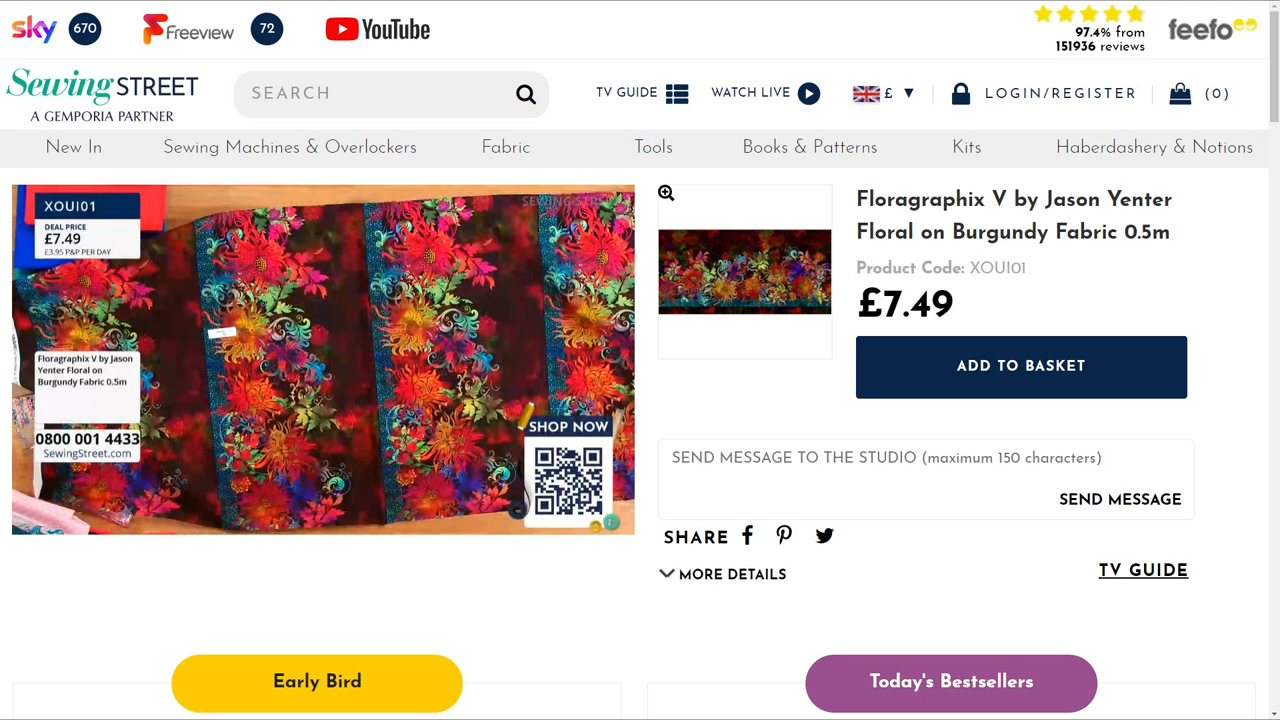 sky 670 Freeview 72 YouTube
97.4% from
151936 reviews
feefo
Sewing STREET
A GEMPORIA PARTNER
SEARCH
TV GUIDE
WATCH LIVE
£ ▼
LOGIN/REGISTER
(0)
New In Sewing Machines & Overlockers Fabric Tools Books & Patterns Kits Haberdashery & Notions
XOUI01
DEAL PRICE
£7.49
£3.95 P&P PER DAY
Floragraphix V by Jason
Yenter Floral on
Burgundy Fabric 0.5m
0800 001 4433
SewingStreet.com
SHOP NOW
Floragraphix V by Jason Yenter
Floral on Burgundy Fabric 0.5m
Product Code: XOUI01
£7.49
ADD TO BASKET
SEND MESSAGE TO THE STUDIO (maximum 150 characters)
SEND MESSAGE
SHARE
MORE DETAILS
TV GUIDE
Early Bird
Today's Bestsellers